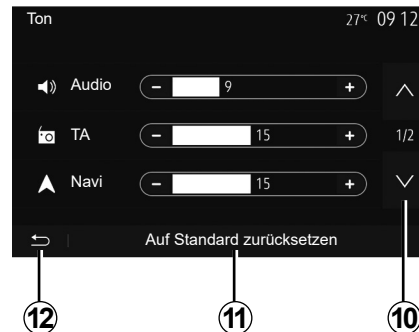 Ton 27°C 09 12
Audio - 9 +
TA - 15 +
1/2
Navi - 15 +
Auf Standard zurücksetzen
12 11 10